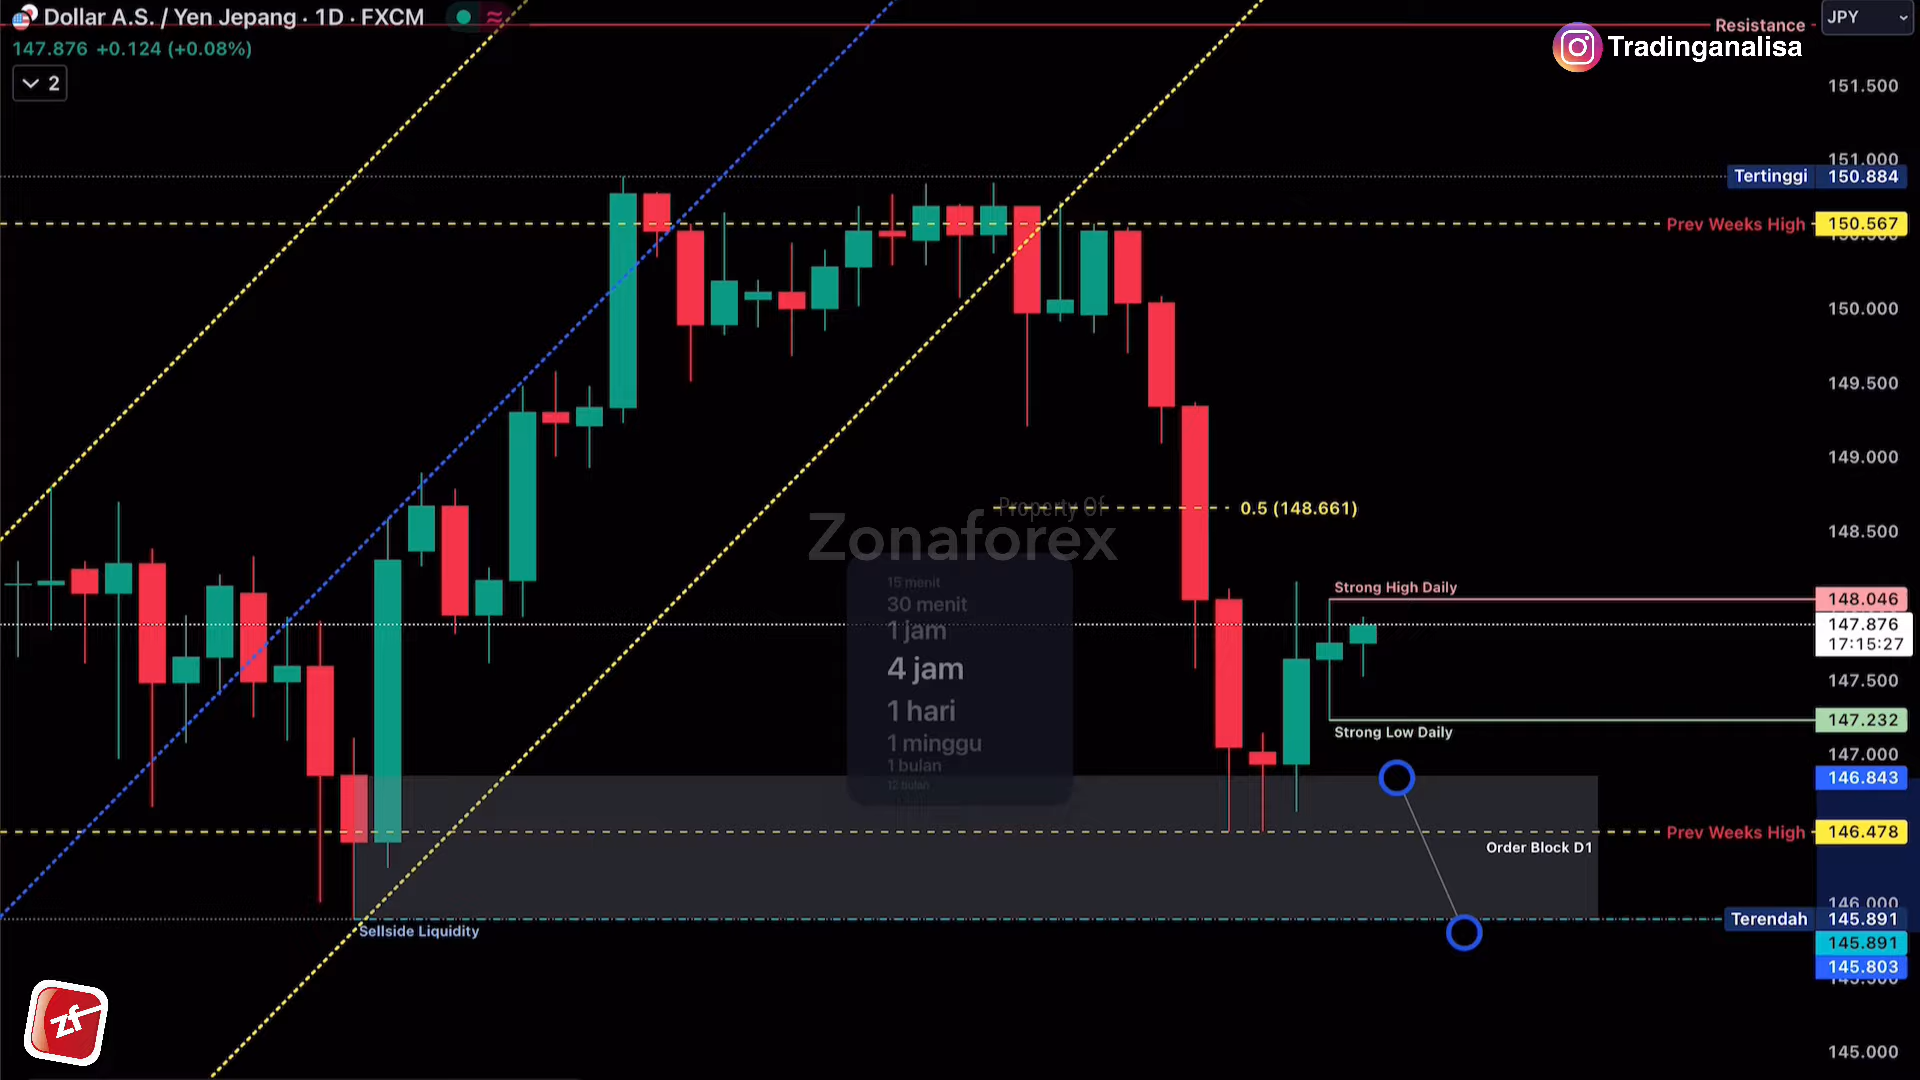 Dollar A.S. / Yen Jepang · 1D · FXCM
147.876 +0.124 (+0.08%)
2
Resistance
JPY
Tradinganalisa
151.500
151.000
Tertinggi 150.884
Prev Weeks High 150.567
150.000
149.500
149.000
Property Of
0.5 (148.661)
Zonaforex
148.500
15 menit
30 menit
1 jam
4 jam
1 hari
1 minggu
1 bulan
12 bulan
Strong High Daily
148.046
147.876
17:15:27
147.500
147.232
Strong Low Daily
147.000
146.843
Prev Weeks High 146.478
Order Block D1
146.000
Terendah 145.891
Sellside Liquidity
145.891
145.803
145.000
zf